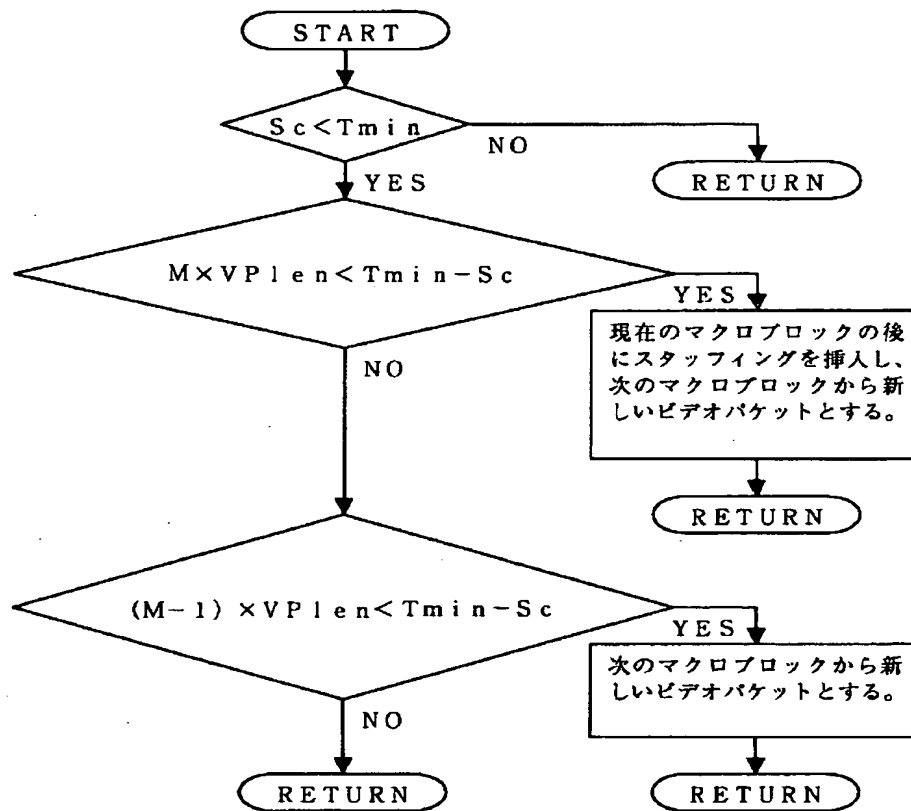 START
Sc<Tmin
NO
RETURN
YES
M×VPlen<Tmin−Sc
YES
現在のマクロブロックの後
にスタッフィングを挿入し、
次のマクロブロックから新
しいビデオパケットとする。
NO
RETURN
(M−1)×VPlen<Tmin−Sc
YES
次のマクロブロックから新
しいビデオパケットとする。
NO
RETURN
RETURN